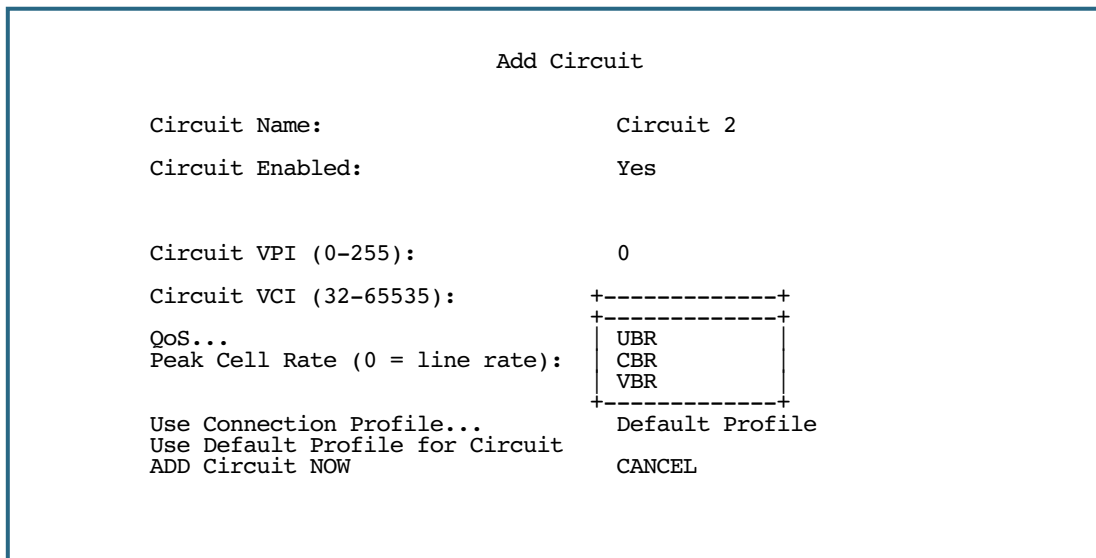 Add Circuit
Circuit Name: Circuit 2
Circuit Enabled: Yes
Circuit VPI (0-255): 0
Circuit VCI (32-65535): +-------------+
+-------------+
QoS... | UBR |
Peak Cell Rate (0 = line rate): | CBR |
| VBR |
+-------------+
Use Connection Profile... Default Profile
Use Default Profile for Circuit
ADD Circuit NOW CANCEL